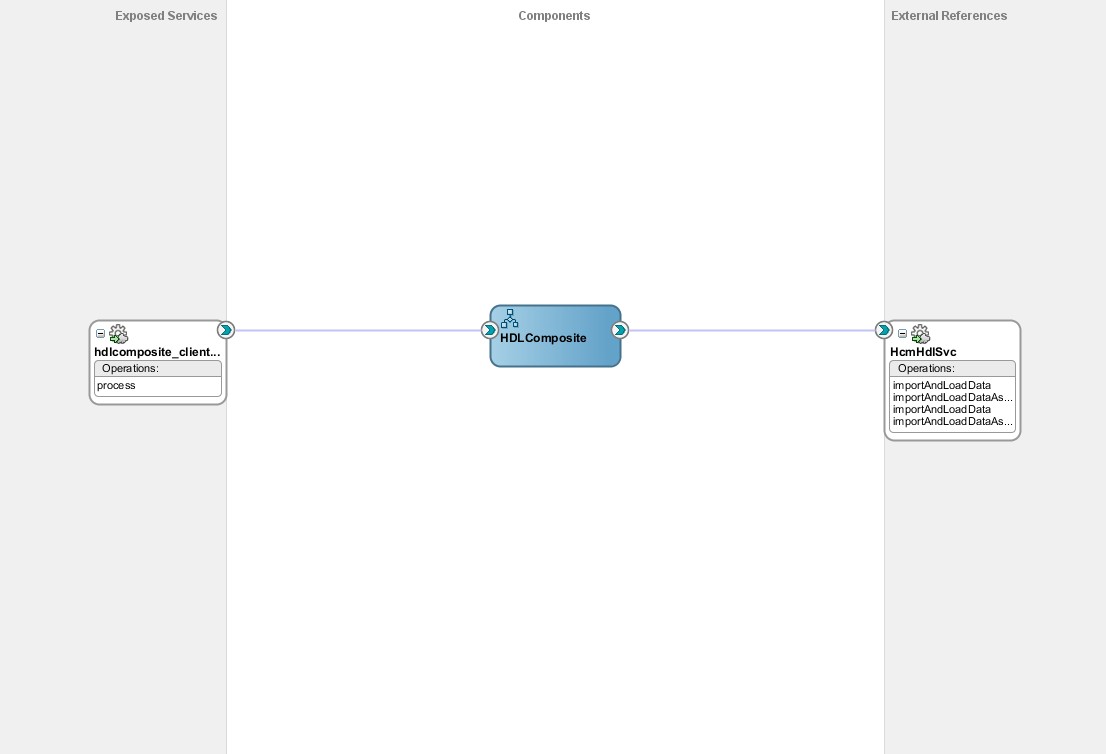 Exposed Services
Components
External References
hdlcomposite_client...
Operations:
process
HDLComposite
HcmHdlSvc
Operations:
importAndLoadData
importAndLoadDataAs...
importAndLoadData
importAndLoadDataAs...